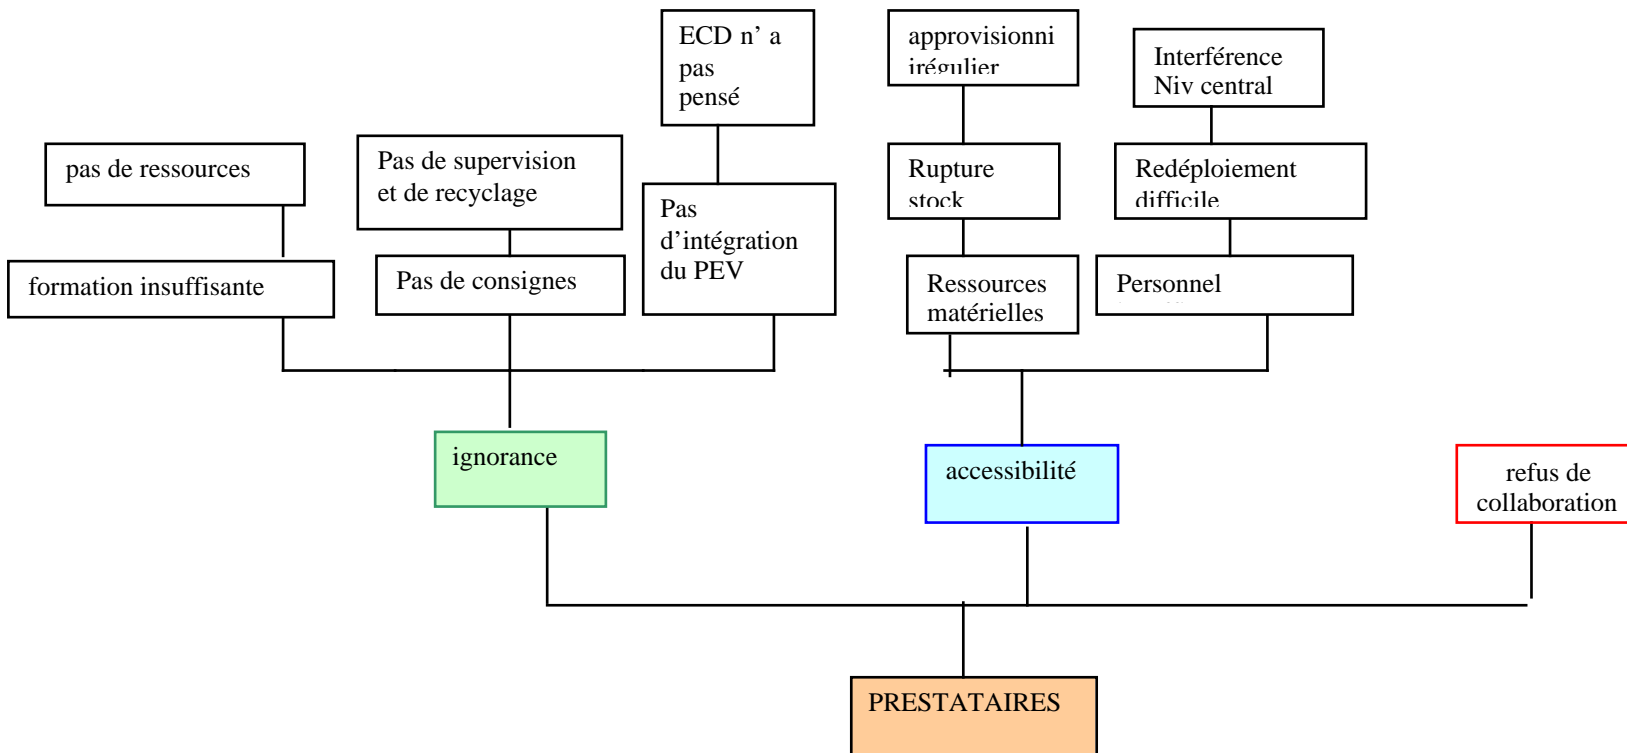 ECD n’ a
pas
pensé
approvisionni
irégulier
Interférence
Niv central
pas de ressources
Pas de supervision
et de recyclage
Pas
d’intégration
du PEV
Rupture
stock
Redéploiement
difficile
formation insuffisante
Pas de consignes
Ressources
matérielles
Personnel
ignorance
accessibilité
refus de
collaboration
PRESTATAIRES